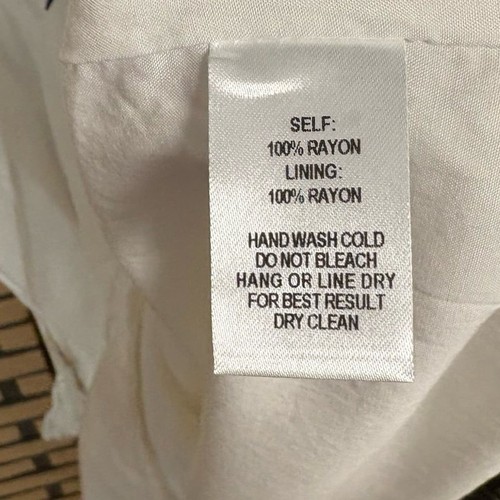 SELF:
100% RAYON
LINING:
100% RAYON
HAND WASH COLD
DO NOT BLEACH
HANG OR LINE DRY
FOR BEST RESULT
DRY CLEAN